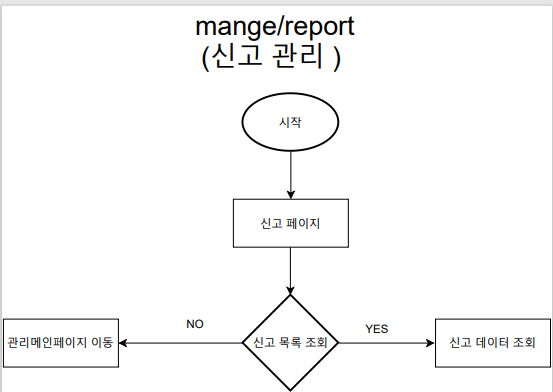 mange/report
(신고 관리 )
시작
신고 페이지
NO
YES
관리메인페이지 이동
신고 목록 조회
신고 데이터 조회